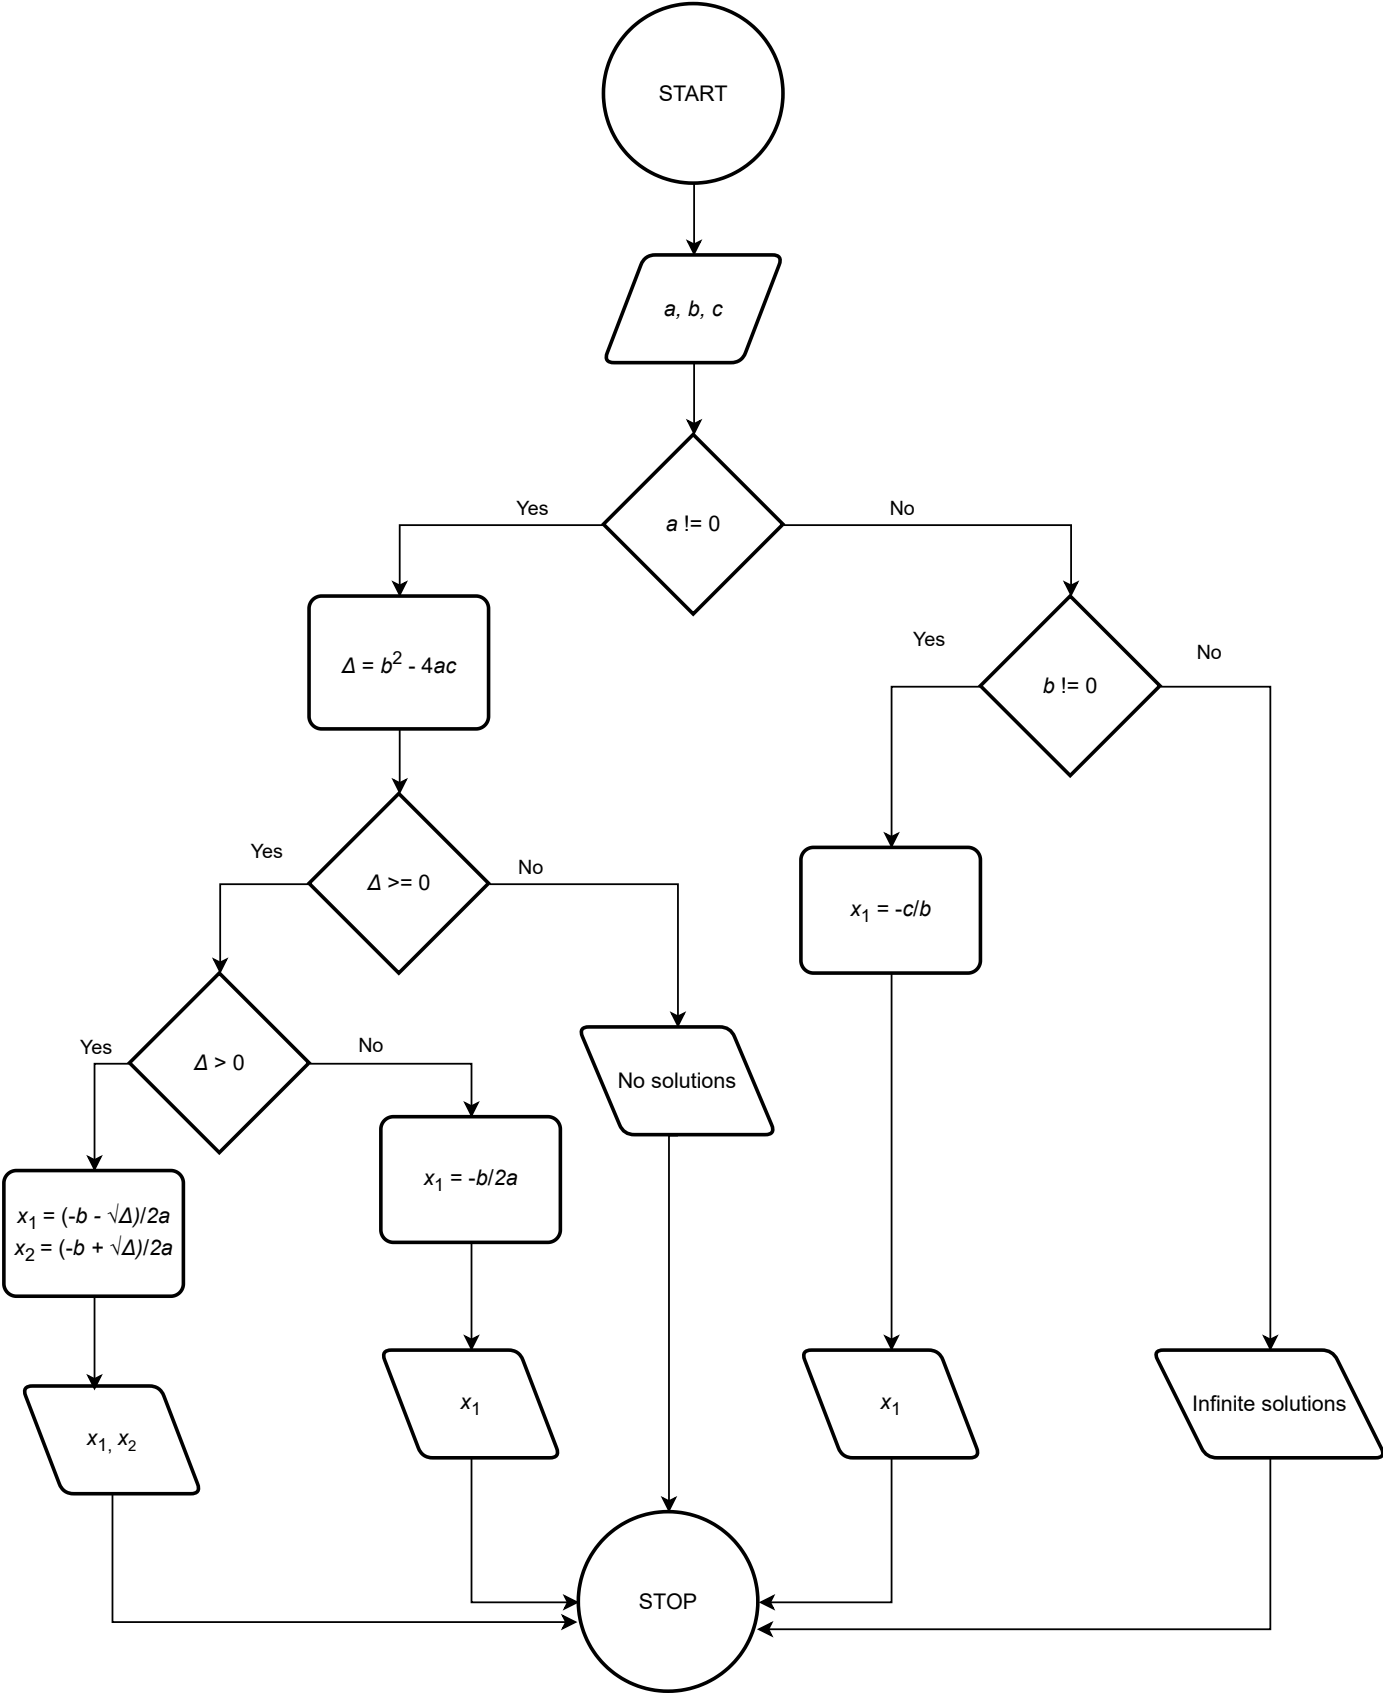 START
a, b, c
a != 0
Yes
No
Δ = b² - 4ac
b != 0
Yes
No
Δ >= 0
Yes
No
x₁ = -c/b
Δ > 0
Yes
No
No solutions
x₁ = -b/2a
x₁ = (-b - √Δ)/2a
x₂ = (-b + √Δ)/2a
x₁, x₂
x₁
x₁
Infinite solutions
STOP